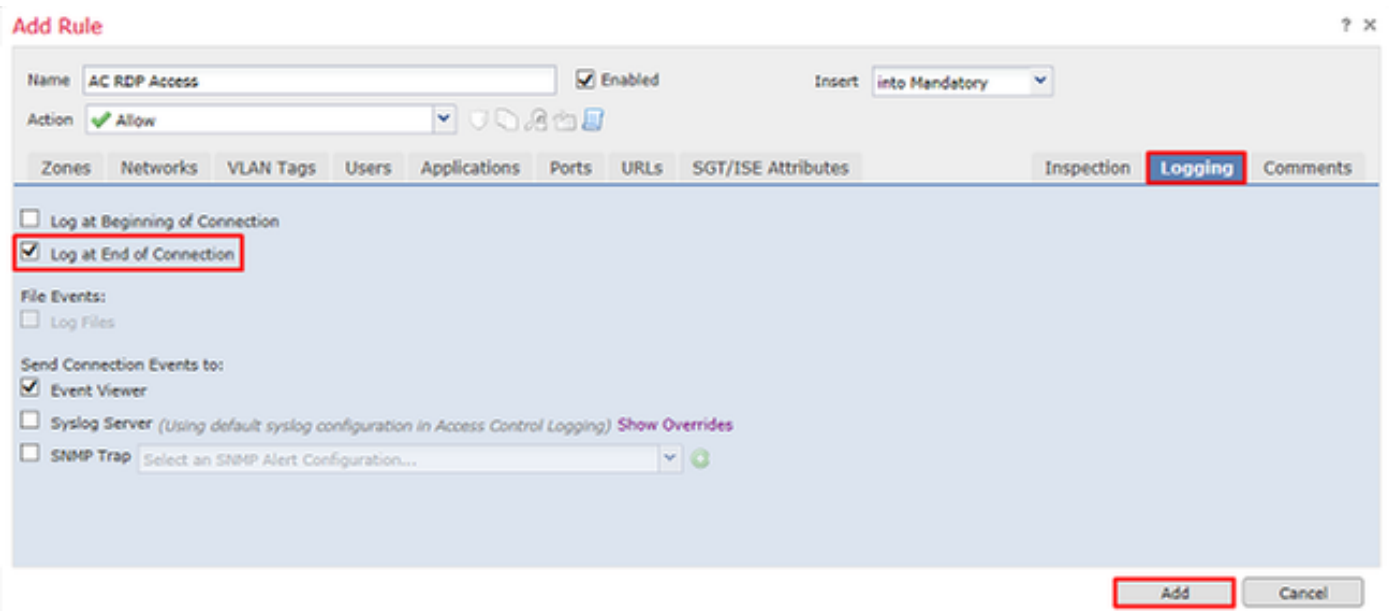 Add Rule ? ×
Name AC RDP Access Enabled Insert into Mandatory
Action Allow
Zones Networks VLAN Tags Users Applications Ports URLs SGT/ISE Attributes Inspection Logging Comments
Log at Beginning of Connection
Log at End of Connection
File Events:
Log Files
Send Connection Events to:
Event Viewer
Syslog Server (Using default syslog configuration in Access Control Logging) Show Overrides
SNMP Trap Select an SNMP Alert Configuration...
Add Cancel